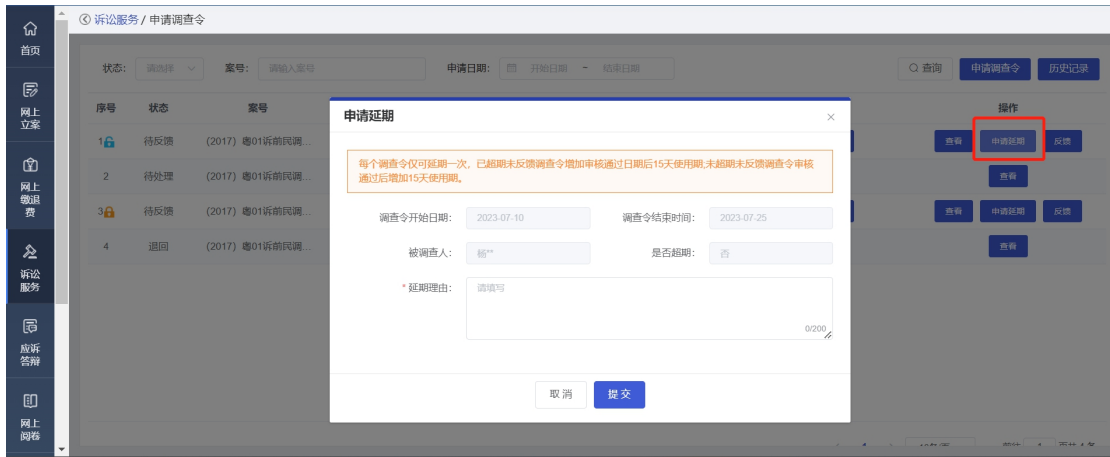 诉讼服务 / 申请调查令
首页
网上
立案
网上
缴退
费
诉讼
服务
应诉
答辩
网上
阅卷
状态: 请选择 案号: 请输入案号 申请日期: 开始日期 - 结束日期 查询 申请调查令 历史记录
序号 状态 案号 操作
1 待反馈 (2017) 粤01诉前民调... 查看 申请延期 反馈
2 待处理 (2017) 粤01诉前民调... 查看
3 待反馈 (2017) 粤01诉前民调... 查看 申请延期 反馈
4 退回 (2017) 粤01诉前民调... 查看
申请延期
每个调查令仅可延期一次，已超期未反馈调查令增加审核通过日期后15天使用期;未超期未反馈调查令审核
通过后增加15天使用期。
调查令开始日期: 2023-07-10 调查令结束时间: 2023-07-25
被调查人: 杨** 是否超期: 否
* 延期理由: 请填写
0/200
取消 提交